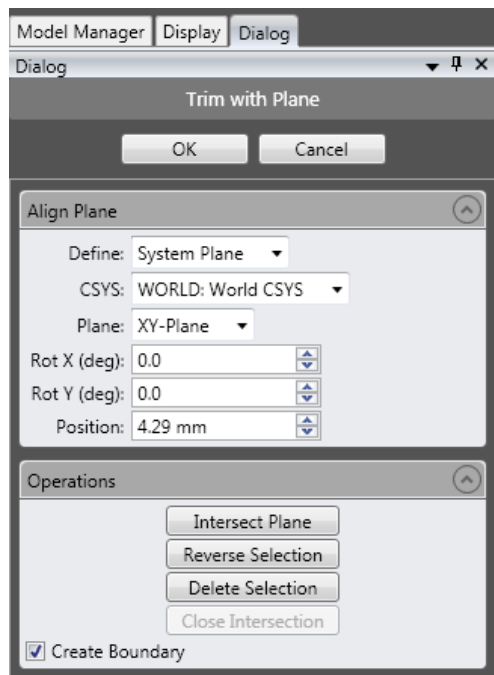 Model Manager Display Dialog
Dialog
Trim with Plane
OK Cancel
Align Plane
Define: System Plane
CSYS: WORLD: World CSYS
Plane: XY-Plane
Rot X (deg): 0.0
Rot Y (deg): 0.0
Position: 4.29 mm
Operations
Intersect Plane
Reverse Selection
Delete Selection
Close Intersection
Create Boundary